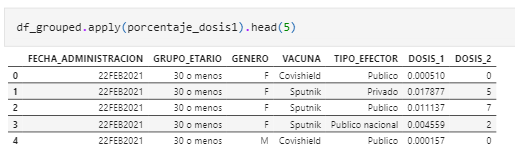 df_grouped.apply(porcentaje_dosis1).head(5)
FECHA_ADMINISTRACION GRUPO_ETARIO GENERO VACUNA TIPO_EFECTOR DOSIS_1 DOSIS_2
0 22FEB2021 30 o menos F Covishield Publico 0.000510 0
1 22FEB2021 30 o menos F Sputnik Privado 0.017877 5
2 22FEB2021 30 o menos F Sputnik Publico 0.011137 7
3 22FEB2021 30 o menos F Sputnik Publico nacional 0.004559 2
4 22FEB2021 30 o menos M Covishield Publico 0.000157 0